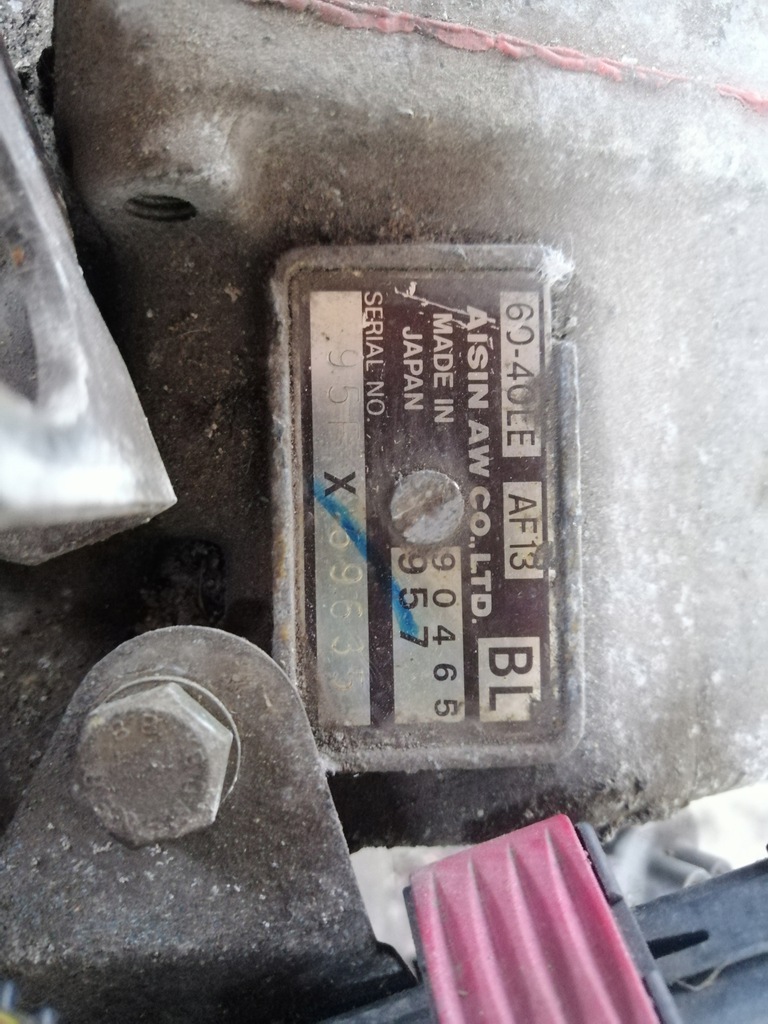 60-40LE AF13 BL
AISIN AW CO., LTD.
MADE IN
JAPAN
90465
957
SERIAL NO.